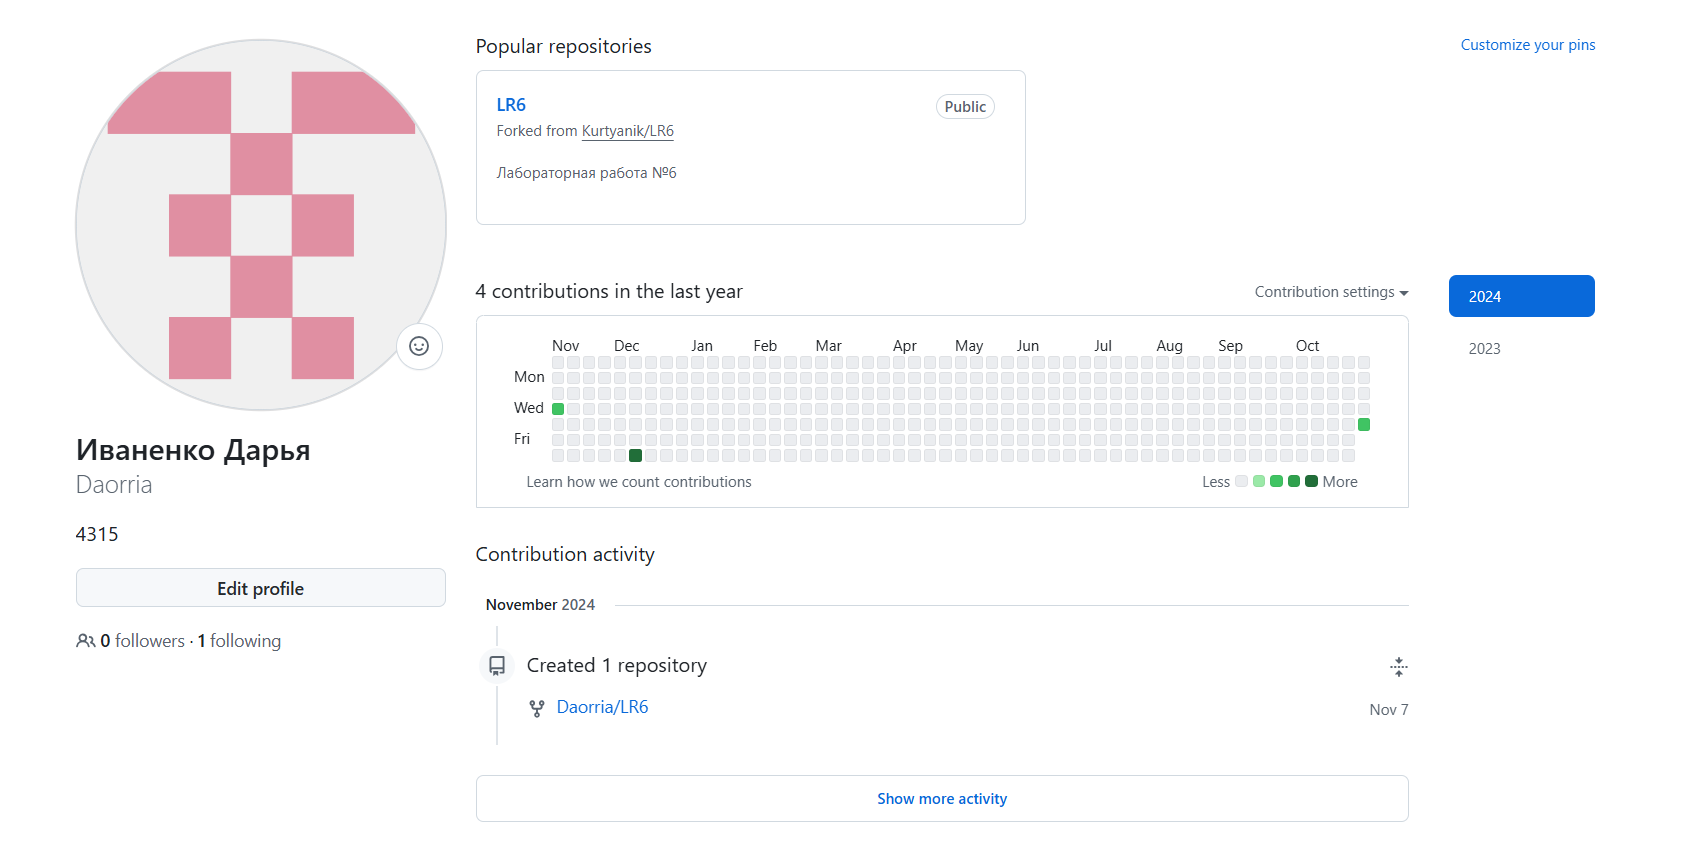 Иваненко Дарья
Daorria
4315
Edit profile
0 followers · 1 following
Popular repositories
Customize your pins
LR6
Public
Forked from Kurtyanik/LR6
Лабораторная работа №6
4 contributions in the last year
Contribution settings
2024
2023
Nov Dec Jan Feb Mar Apr May Jun Jul Aug Sep Oct
Mon
Wed
Fri
Learn how we count contributions
Less More
Contribution activity
November 2024
Created 1 repository
Daorria/LR6
Nov 7
Show more activity